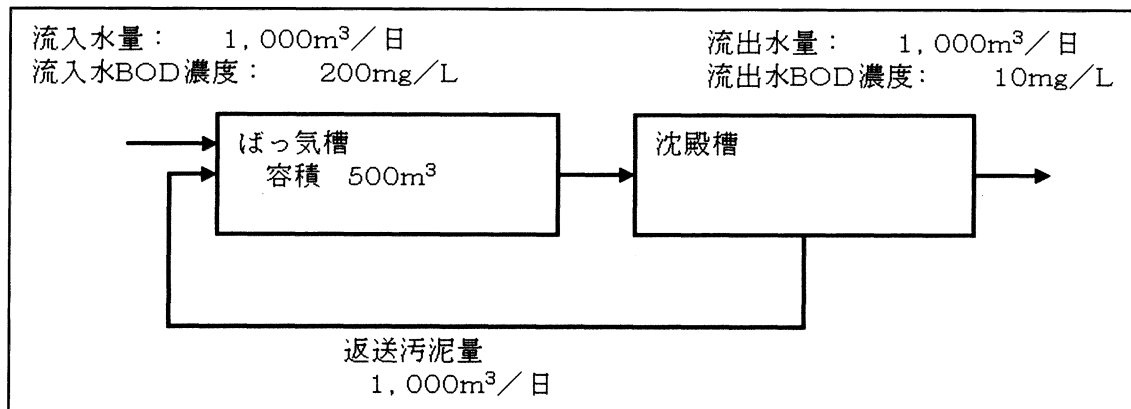 流入水量： 1,000m³／日
流入水BOD濃度： 200mg／L
流出水量： 1,000m³／日
流出水BOD濃度： 10mg／L
ばっ気槽
容積 500m³
沈殿槽
返送汚泥量
1,000m³／日